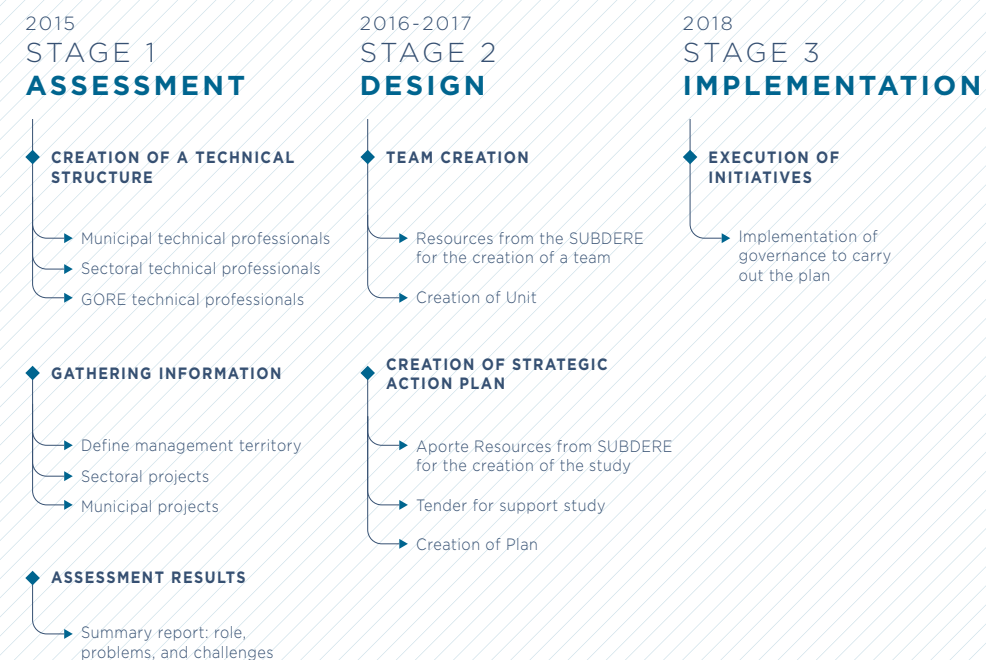 2015
STAGE 1
ASSESSMENT
CREATION OF A TECHNICAL
STRUCTURE
Municipal technical professionals
Sectoral technical professionals
GORE technical professionals
GATHERING INFORMATION
Define management territory
Sectoral projects
Municipal projects
ASSESSMENT RESULTS
Summary report: role,
problems, and challenges
2016-2017
STAGE 2
DESIGN
TEAM CREATION
Resources from the SUBDERE
for the creation of a team
Creation of Unit
CREATION OF STRATEGIC
ACTION PLAN
Aporte Resources from SUBDERE
for the creation of the study
Tender for support study
Creation of Plan
2018
STAGE 3
IMPLEMENTATION
EXECUTION OF
INITIATIVES
Implementation of
governance to carry
out the plan